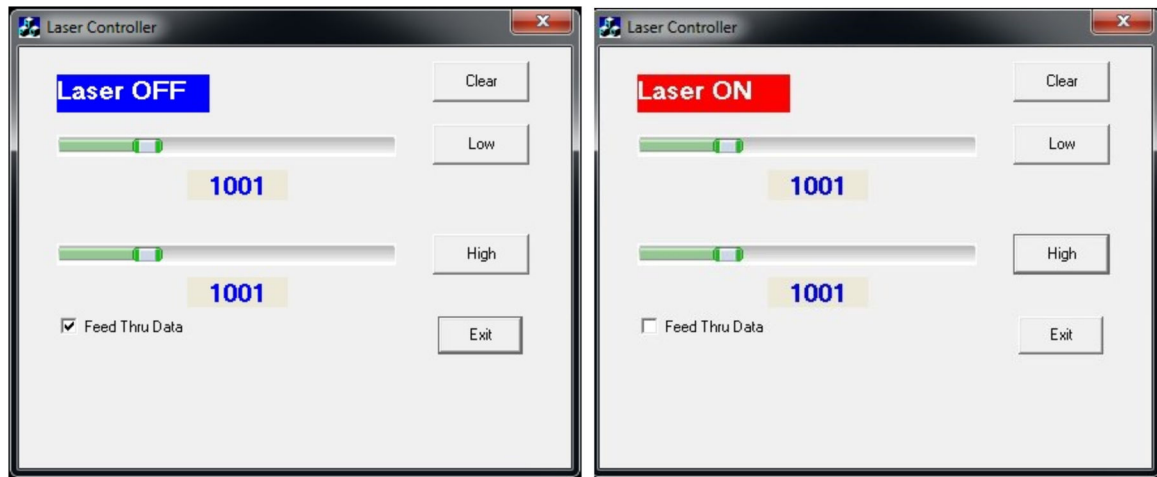 Laser Controller
Laser OFF
Clear
Low
1001
High
1001
Feed Thru Data
Exit
Laser Controller
Laser ON
Clear
Low
1001
High
1001
Feed Thru Data
Exit